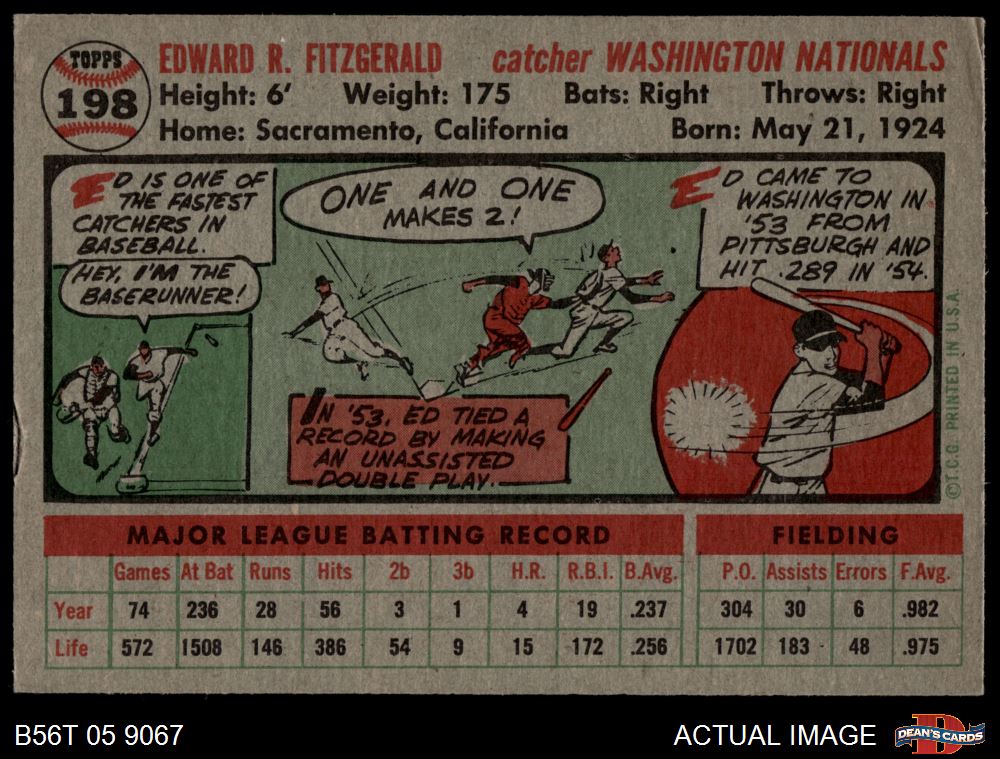 TOPPS
198
EDWARD R. FITZGERALD catcher WASHINGTON NATIONALS
Height: 6' Weight: 175 Bats: Right Throws: Right
Home: Sacramento, California Born: May 21, 1924
ED IS ONE OF
THE FASTEST
CATCHERS IN
BASEBALL.
HEY, I'M THE
BASERUNNER!
ONE AND ONE
MAKES 2!
IN '53, ED TIED A
RECORD BY MAKING
AN UNASSISTED
DOUBLE PLAY.
ED CAME TO
WASHINGTON IN
'53 FROM
PITTSBURGH AND
HIT .289 IN '54.
©T.C.G. PRINTED IN U.S.A.
MAJOR LEAGUE BATTING RECORD FIELDING
Games At Bat Runs Hits 2b 3b H.R. R.B.I. B.Avg. P.O. Assists Errors F.Avg.
Year 74 236 28 56 3 1 4 19 .237 304 30 6 .982
Life 572 1508 146 386 54 9 15 172 .256 1702 183 48 .975
B56T 05 9067 ACTUAL IMAGE
DEAN'S CARDS